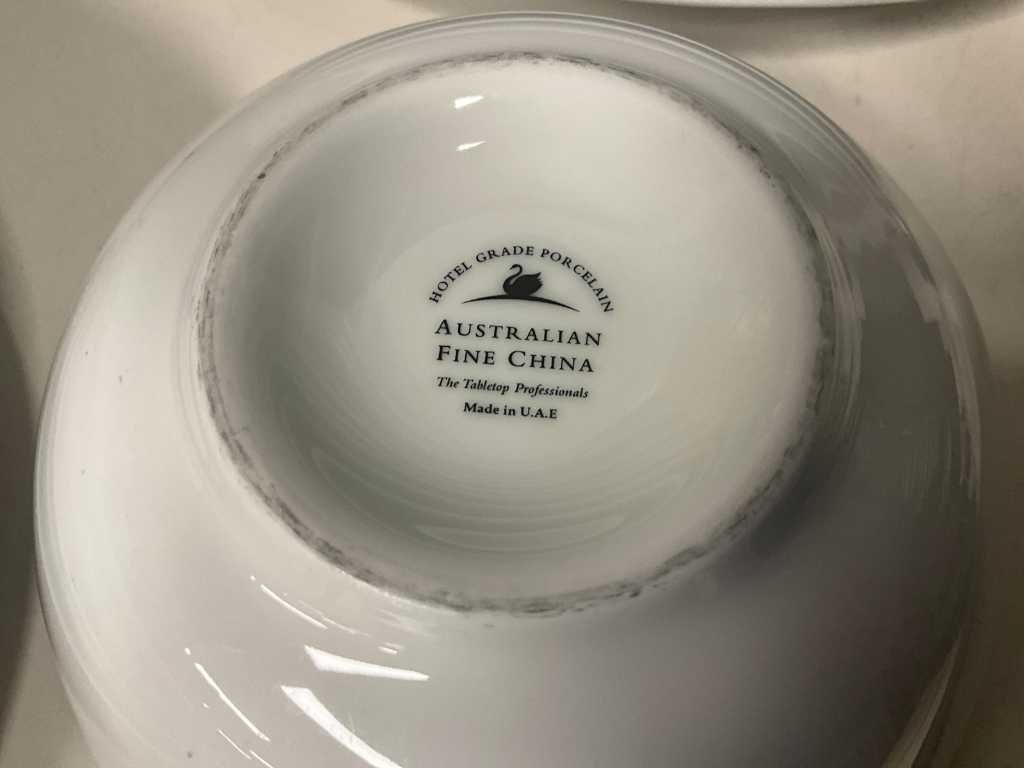 HOTEL GRADE PORCELAIN
AUSTRALIAN
FINE CHINA
The Tabletop Professionals
Made in U.A.E